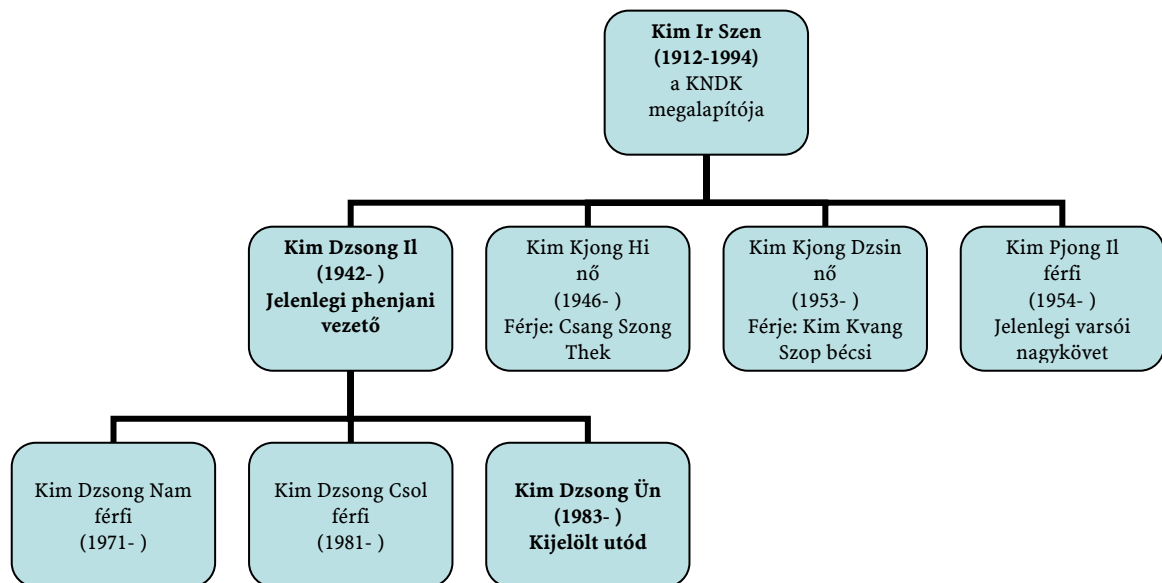 Kim Ir Szen
(1912-1994)
a KNDK
megalapítója
Kim Dzsong Il
(1942- )
Jelenlegi phenjani
vezető
Kim Kjong Hi
nő
(1946- )
Férje: Csang Szong
Thek
Kim Kjong Dzsin
nő
(1953- )
Férje: Kim Kvang
Szop bécsi
Kim Pjong Il
férfi
(1954- )
Jelenlegi varsói
nagykövet
Kim Dzsong Nam
férfi
(1971- )
Kim Dzsong Csol
férfi
(1981- )
Kim Dzsong Ün
(1983- )
Kijelölt utód